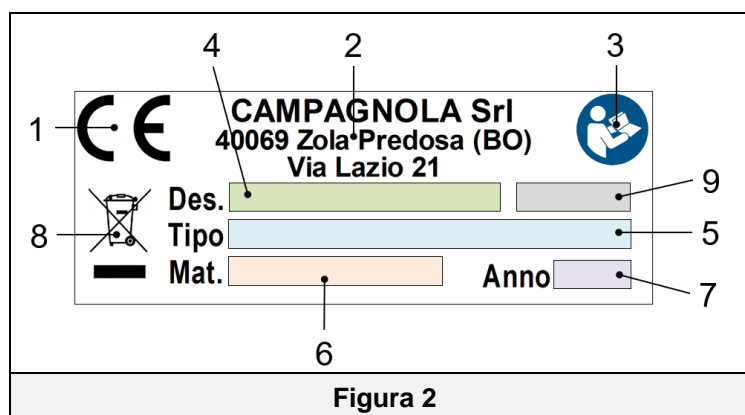 4
2
3
1
CE
CAMPAGNOLA Srl
40069 Zola Predosa (BO)
Via Lazio 21
Des.
9
8
Tipo
5
Mat.
Anno
7
6
Figura 2